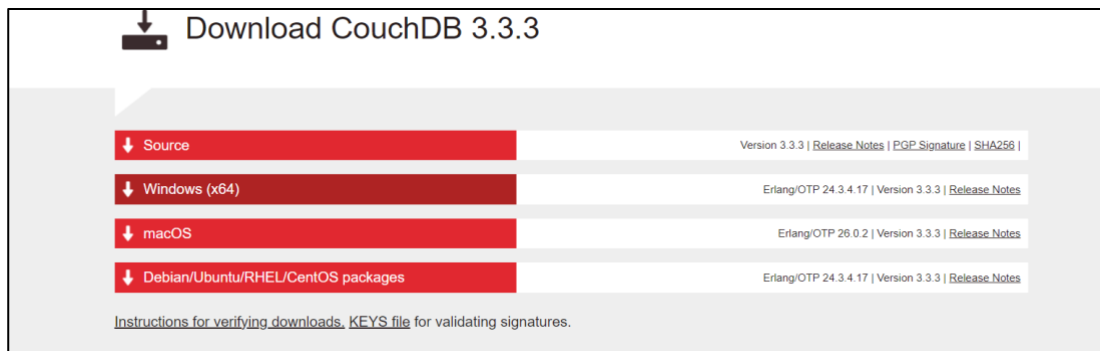 Download CouchDB 3.3.3
Source Version 3.3.3 | Release Notes | PGP Signature | SHA256 |
Windows (x64) Erlang/OTP 24.3.4.17 | Version 3.3.3 | Release Notes
macOS Erlang/OTP 26.0.2 | Version 3.3.3 | Release Notes
Debian/Ubuntu/RHEL/CentOS packages Erlang/OTP 24.3.4.17 | Version 3.3.3 | Release Notes
Instructions for verifying downloads. KEYS file for validating signatures.